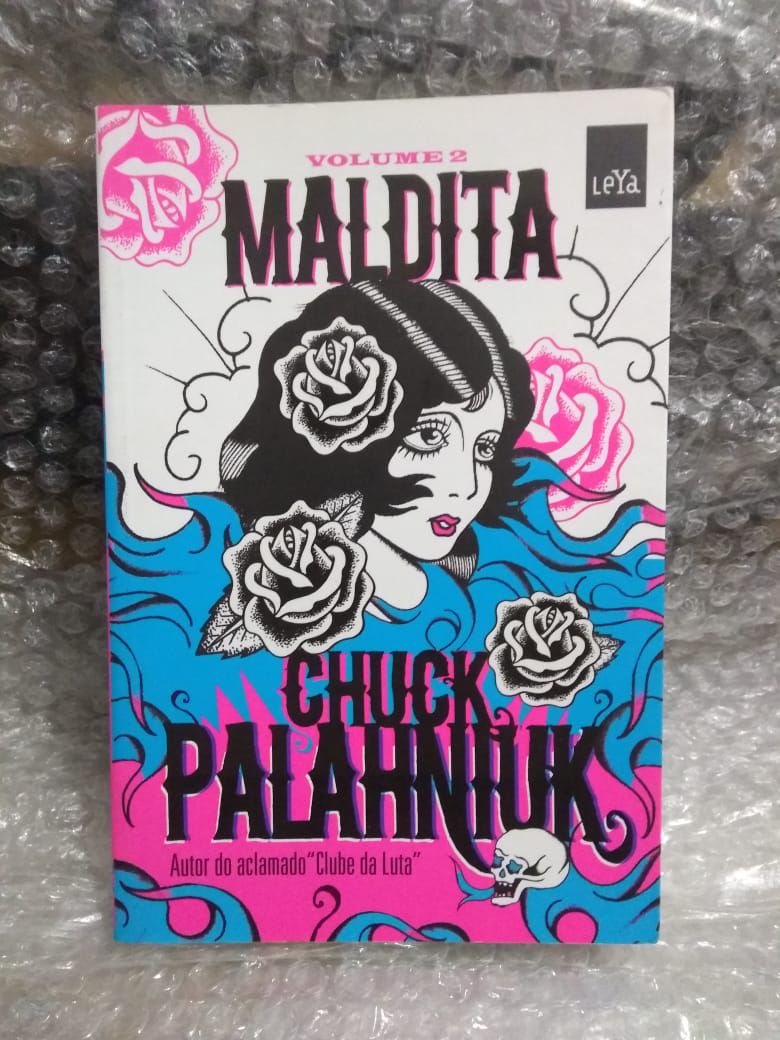 VOLUME 2
LeYa
MALDITA
CHUCK
PALAHNIUK
Autor do aclamado "Clube da Luta"